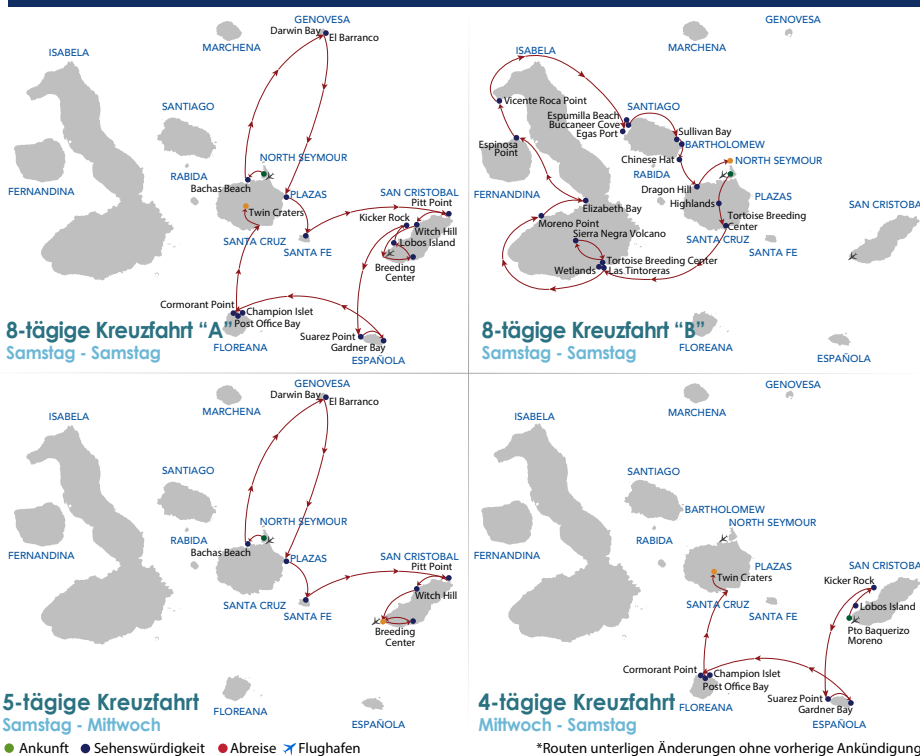 GENOVESA
Darwin Bay
El Barranco
MARCHENA
ISABELA
SANTIAGO
NORTH SEYMOUR
RABIDA
Bachas Beach
FERNANDINA
PLAZAS
SAN CRISTOBAL
Pitt Point
Kicker Rock
Twin Craters
Witch Hill
Lobos Island
SANTA CRUZ
SANTA FE
Breeding
Center
Cormorant Point
Champion Islet
Post Office Bay
8-tägige Kreuzfahrt “A”
Samstag - Samstag
FLOREANA
Suarez Point
Gardner Bay
ESPAÑOLA
GENOVESA
MARCHENA
ISABELA
Vicente Roca Point
SANTIAGO
Espumilla Beach
Buccaneer Cove
Egas Port
Sullivan Bay
BARTHOLOMEW
Espinosa
Point
Chinese Hat
NORTH SEYMOUR
RABIDA
FERNANDINA
Dragon Hill
PLAZAS
Elizabeth Bay
Highlands
SAN CRISTOBA
Moreno Point
Tortoise Breeding
Center
Sierra Negra Volcano
SANTA CRUZ
SANTA FE
Tortoise Breeding Center
Wetlands
Las Tintoreras
8-tägige Kreuzfahrt “B”
Samstag - Samstag
FLOREANA
ESPAÑOLA
GENOVESA
Darwin Bay
El Barranco
MARCHENA
ISABELA
SANTIAGO
NORTH SEYMOUR
RABIDA
Bachas Beach
FERNANDINA
PLAZAS
SAN CRISTOBAL
Pitt Point
Witch Hill
SANTA CRUZ
SANTA FE
Breeding
Center
5-tägige Kreuzfahrt
Samstag - Mittwoch
FLOREANA
ESPAÑOLA
GENOVESA
MARCHENA
ISABELA
SANTIAGO
BARTHOLOMEW
NORTH SEYMOUR
RABIDA
FERNANDINA
PLAZAS
SAN CRISTOBA
Twin Craters
Kicker Rock
SANTA CRUZ
Lobos Island
SANTA FE
Pto Baquerizo
Moreno
Cormorant Point
Champion Islet
Post Office Bay
4-tägige Kreuzfahrt
Mittwoch - Samstag
FLOREANA
Suarez Point
Gardner Bay
ESPAÑOLA
Ankunft Sehenswürdigkeit Abreise Flughafen
*Routen unterligen Änderungen ohne vorherige Ankündigung